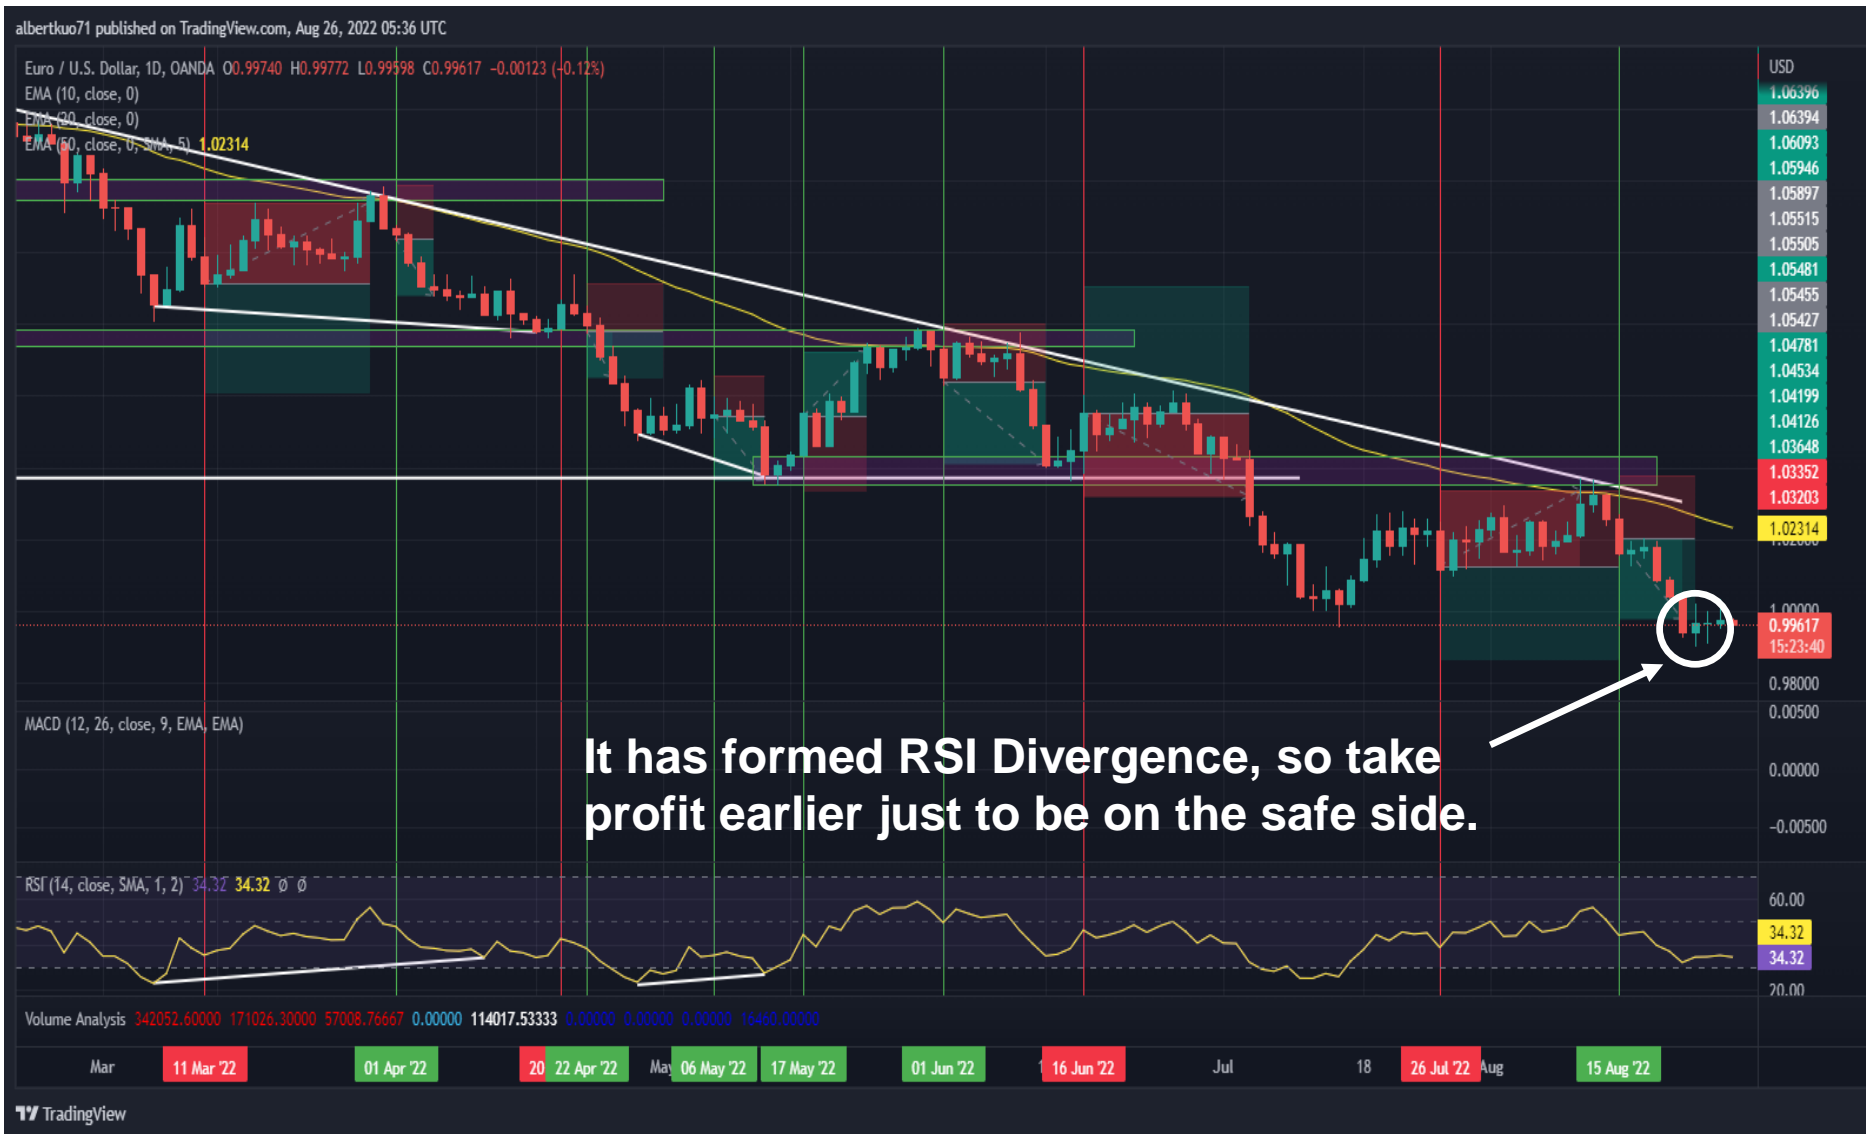 albertkuo71 published on TradingView.com, Aug 26, 2022 05:36 UTC
Euro / U.S. Dollar, 1D, OANDA O0.99740 H0.99772 L0.99598 C0.99617 −0.00123 (−0.12%)
EMA (10, close, 0)
EMA (20, close, 0)
EMA (50, close, 0, SMA, 5) 1.02314
USD
1.06396
1.06394
1.06093
1.05946
1.05897
1.05515
1.05505
1.05481
1.05455
1.05427
1.04781
1.04534
1.04199
1.04126
1.03648
1.03352
1.03203
1.02314
1.02000
1.00000
0.99617
15:23:40
0.98000
MACD (12, 26, close, 9, EMA, EMA)
0.00500
0.00000
−0.00500
It has formed RSI Divergence, so take
profit earlier just to be on the safe side.
RSI (14, close, SMA, 1, 2) 34.32 34.32 Ø Ø
60.00
34.32
34.32
20.00
Volume Analysis 342052.60000 171026.30000 57008.76667 0.00000 114017.53333 0.00000 0.00000 0.00000 16460.00000
Mar 11 Mar '22 01 Apr '22 20 22 Apr '22 May 06 May '22 17 May '22 01 Jun '22 16 Jun '22 Jul 18 26 Jul '22 Aug 15 Aug '22
TradingView